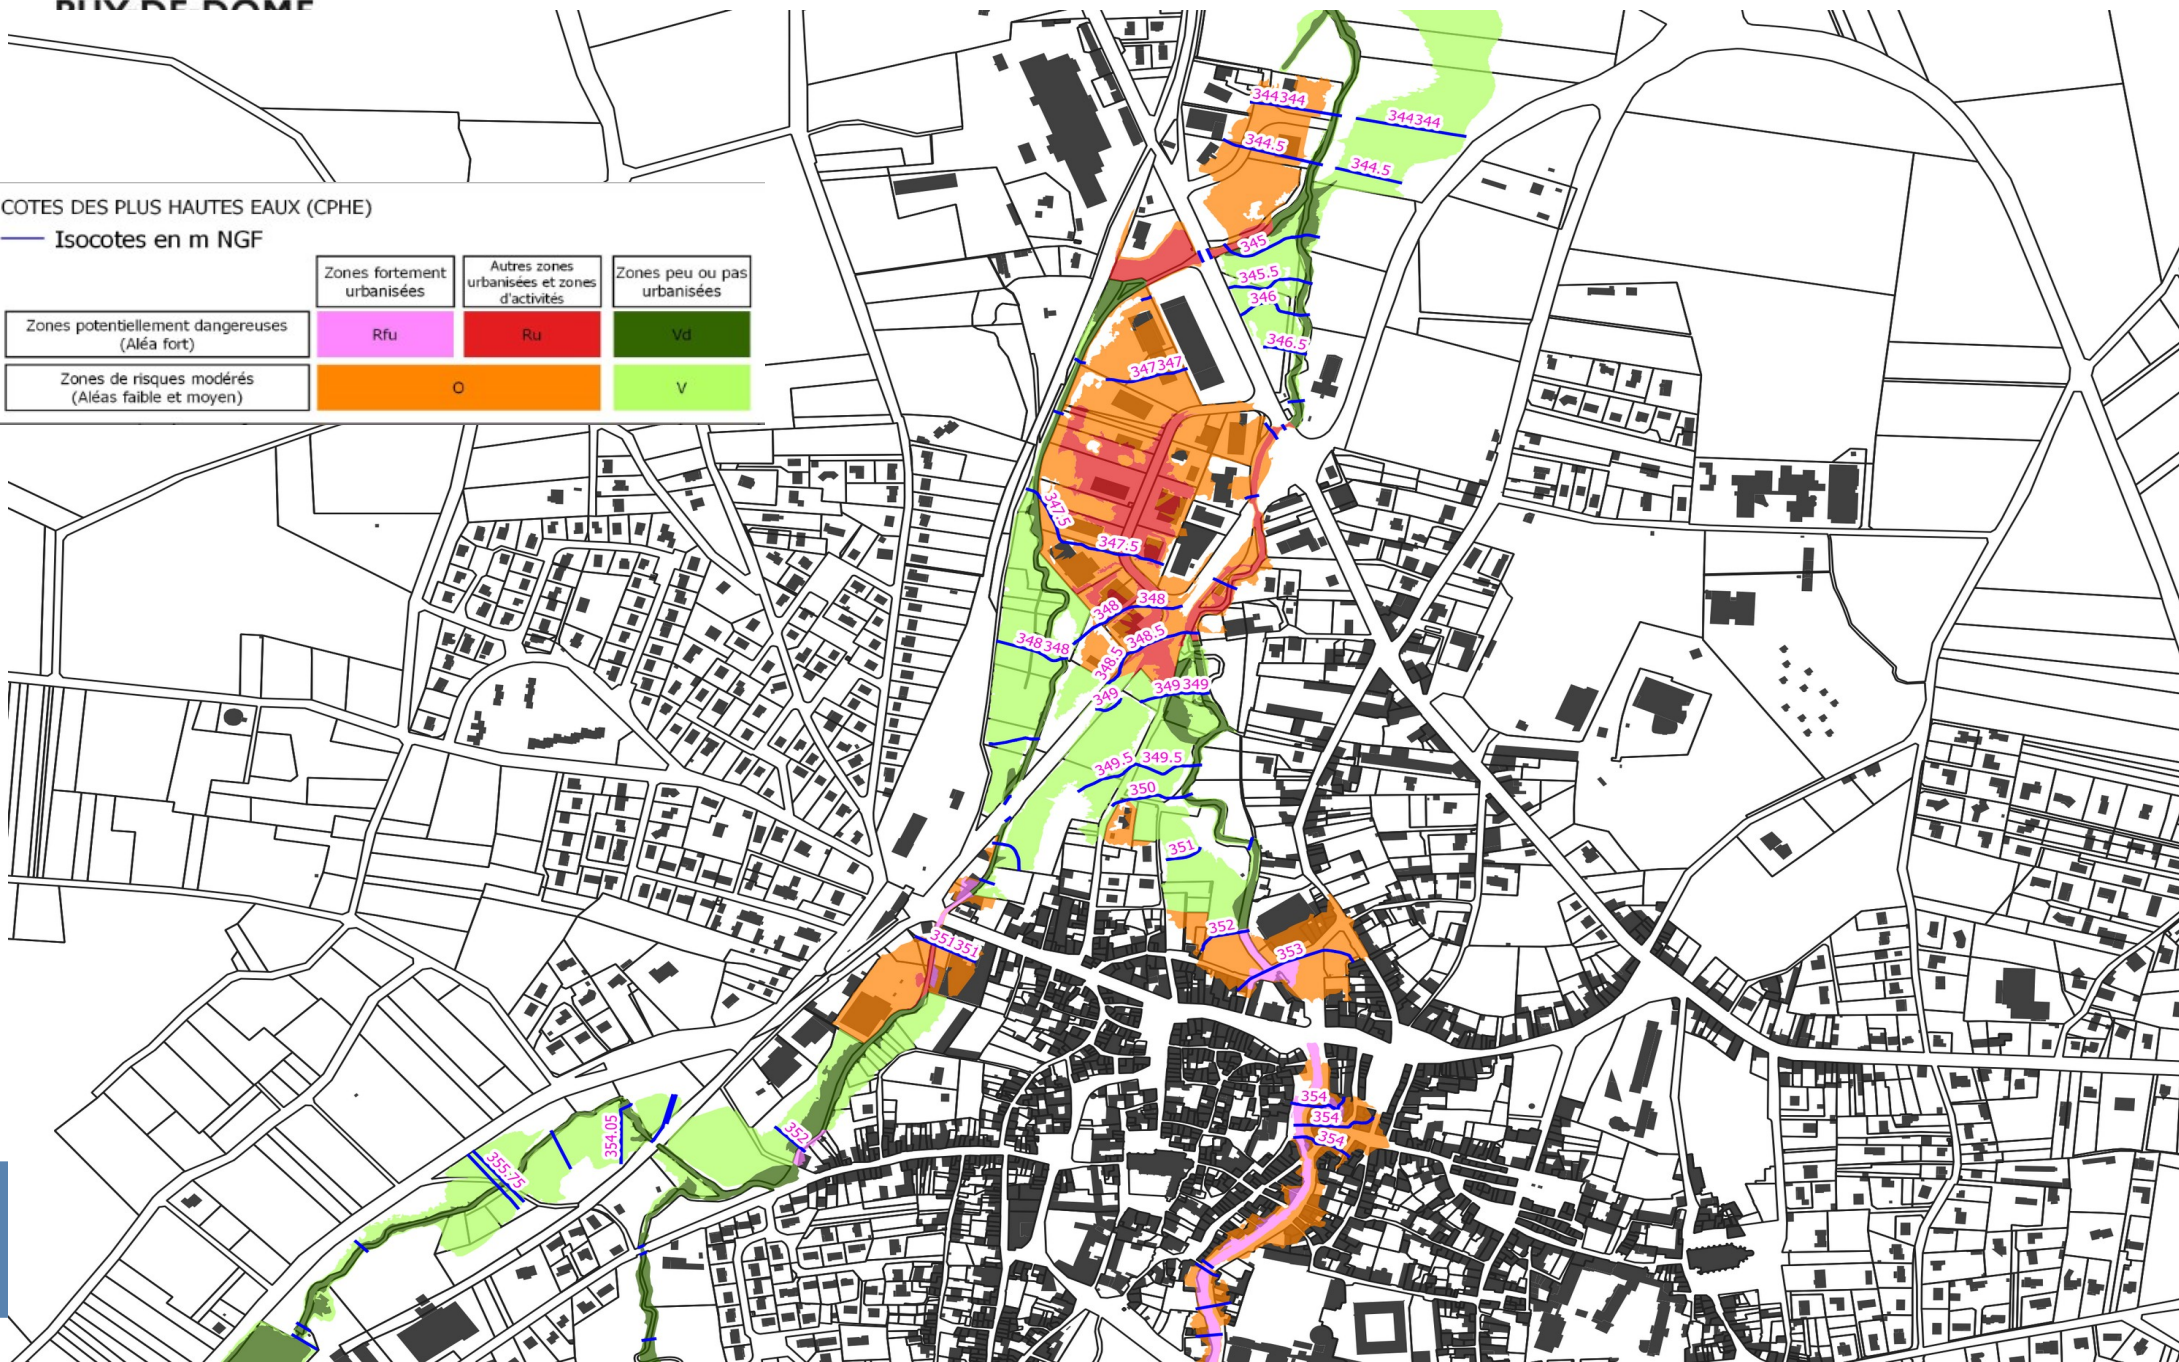 PUY-DE-DOME
COTES DES PLUS HAUTES EAUX (CPHE)
Isocotes en m NGF
Zones fortement urbanisées
Autres zones urbanisées et zones d'activités
Zones peu ou pas urbanisées
Zones potentiellement dangereuses (Aléa fort)
Rfu
Ru
Vd
Zones de risques modérés (Aléas faible et moyen)
O
V
344344
344344
344.5
344.5
345
345.5
346
346.5
347347
347.5
347.5
348
348
348.5
348348
348.5
349349
349
349.5
349.5
350
351
352
351351
353
354
354
354.05
352
354
355.75